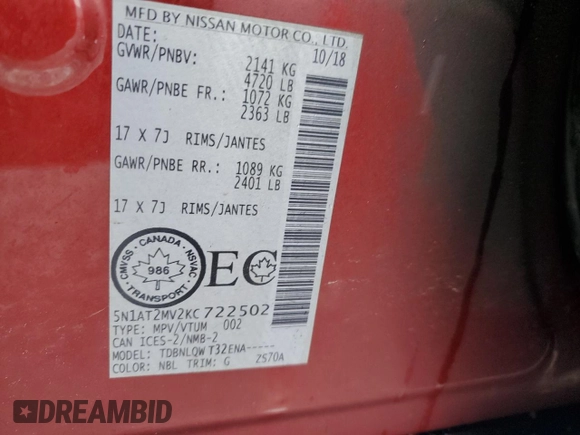 MFD BY NISSAN MOTOR CO., LTD.
DATE: 10/18
GVWR/PNBV: 2141 KG
4720 LB
GAWR/PNBE FR.: 1072 KG
2363 LB
17 X 7J RIMS/JANTES
GAWR/PNBE RR.: 1089 KG
2401 LB
17 X 7J RIMS/JANTES
CMVSS · CANADA · NSVAC
986
TRANSPORT
EC
5N1AT2MV2KC722502
TYPE: MPV/VTUM 002
CAN ICES-2/NMB-2
MODEL: TDBNLQW T32ENA-----
COLOR: NBL TRIM: G 2S70A
DREAMBID